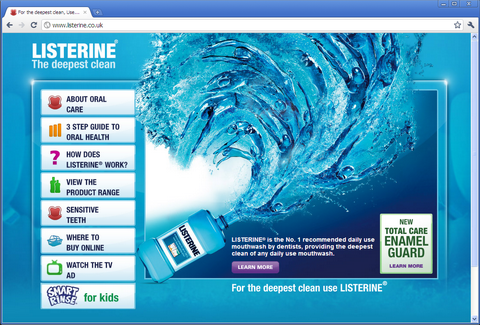 For the deepest clean, Use....
www.listerine.co.uk
LISTERINE®
The deepest clean
ABOUT ORAL
CARE
3 STEP GUIDE TO
ORAL HEALTH
HOW DOES
LISTERINE® WORK?
VIEW THE
PRODUCT RANGE
SENSITIVE
TEETH
WHERE TO
BUY ONLINE
WATCH THE TV
AD
SMART
RINSE
for kids
LISTERINE
LISTERINE® is the No. 1 recommended daily use
mouthwash by dentists, providing the deepest
clean of any daily use mouthwash.
LEARN MORE
NEW
TOTAL CARE
ENAMEL
GUARD
LEARN MORE
For the deepest clean use LISTERINE®